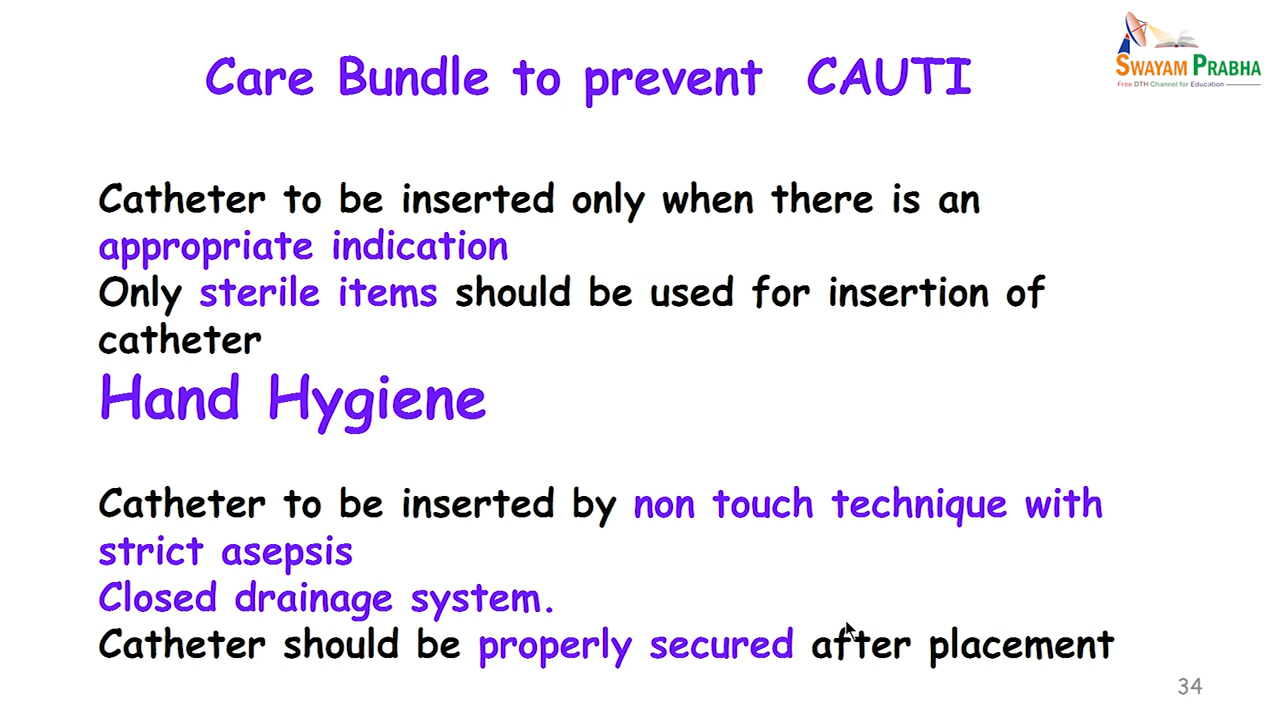 Care Bundle to prevent CAUTI
SWAYAM PRABHA
Free DTH Channel for Education
Catheter to be inserted only when there is an
appropriate indication
Only sterile items should be used for insertion of
catheter
Hand Hygiene
Catheter to be inserted by non touch technique with
strict asepsis
Closed drainage system.
Catheter should be properly secured after placement
34